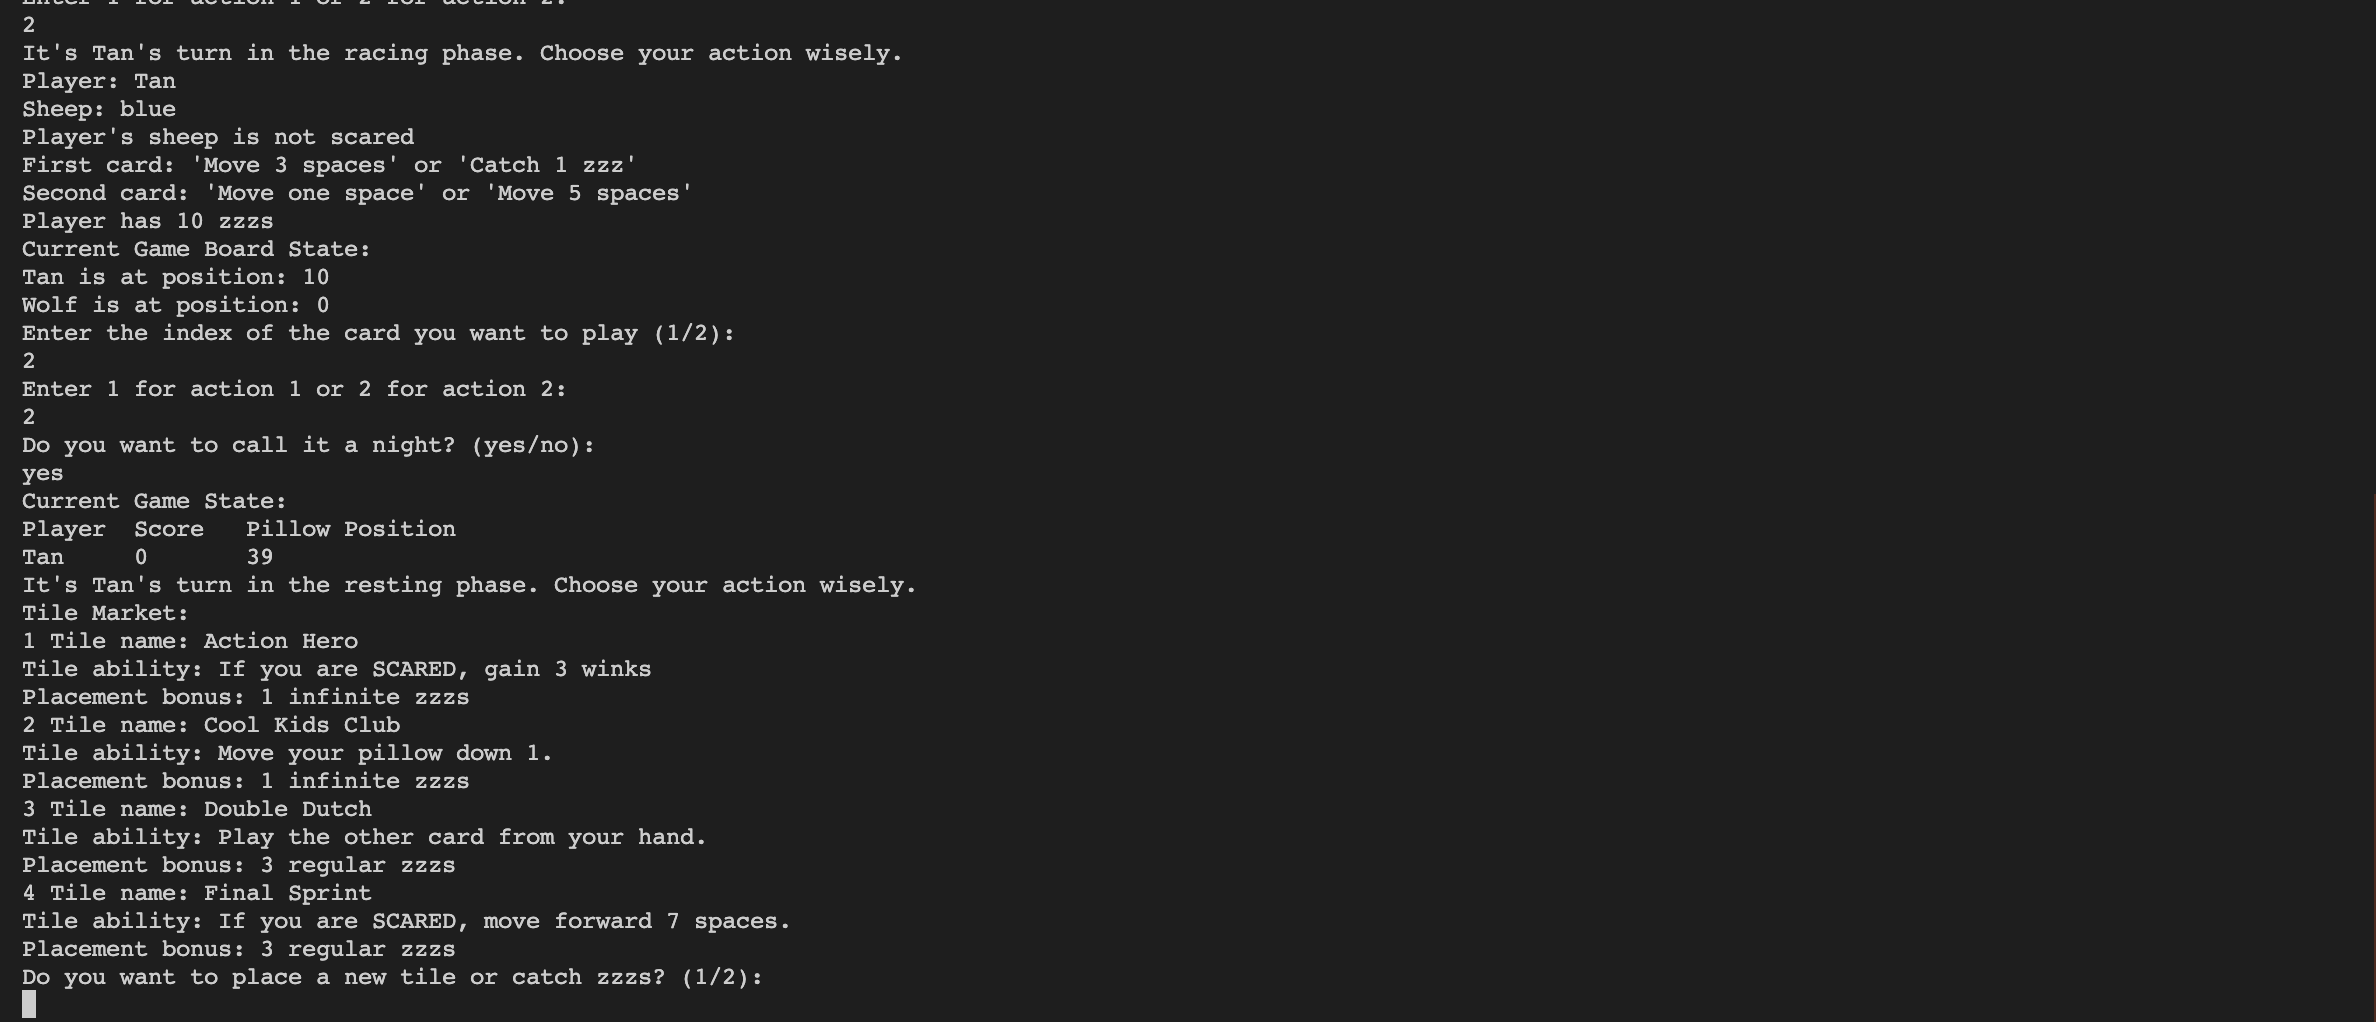 Enter 1 for action 1 or 2 for action 2:
2
It's Tan's turn in the racing phase. Choose your action wisely.
Player: Tan
Sheep: blue
Player's sheep is not scared
First card: 'Move 3 spaces' or 'Catch 1 zzz'
Second card: 'Move one space' or 'Move 5 spaces'
Player has 10 zzzs
Current Game Board State:
Tan is at position: 10
Wolf is at position: 0
Enter the index of the card you want to play (1/2):
2
Enter 1 for action 1 or 2 for action 2:
2
Do you want to call it a night? (yes/no):
yes
Current Game State:
Player  Score   Pillow Position
Tan     0       39
It's Tan's turn in the resting phase. Choose your action wisely.
Tile Market:
1 Tile name: Action Hero
Tile ability: If you are SCARED, gain 3 winks
Placement bonus: 1 infinite zzzs
2 Tile name: Cool Kids Club
Tile ability: Move your pillow down 1.
Placement bonus: 1 infinite zzzs
3 Tile name: Double Dutch
Tile ability: Play the other card from your hand.
Placement bonus: 3 regular zzzs
4 Tile name: Final Sprint
Tile ability: If you are SCARED, move forward 7 spaces.
Placement bonus: 3 regular zzzs
Do you want to place a new tile or catch zzzs? (1/2):